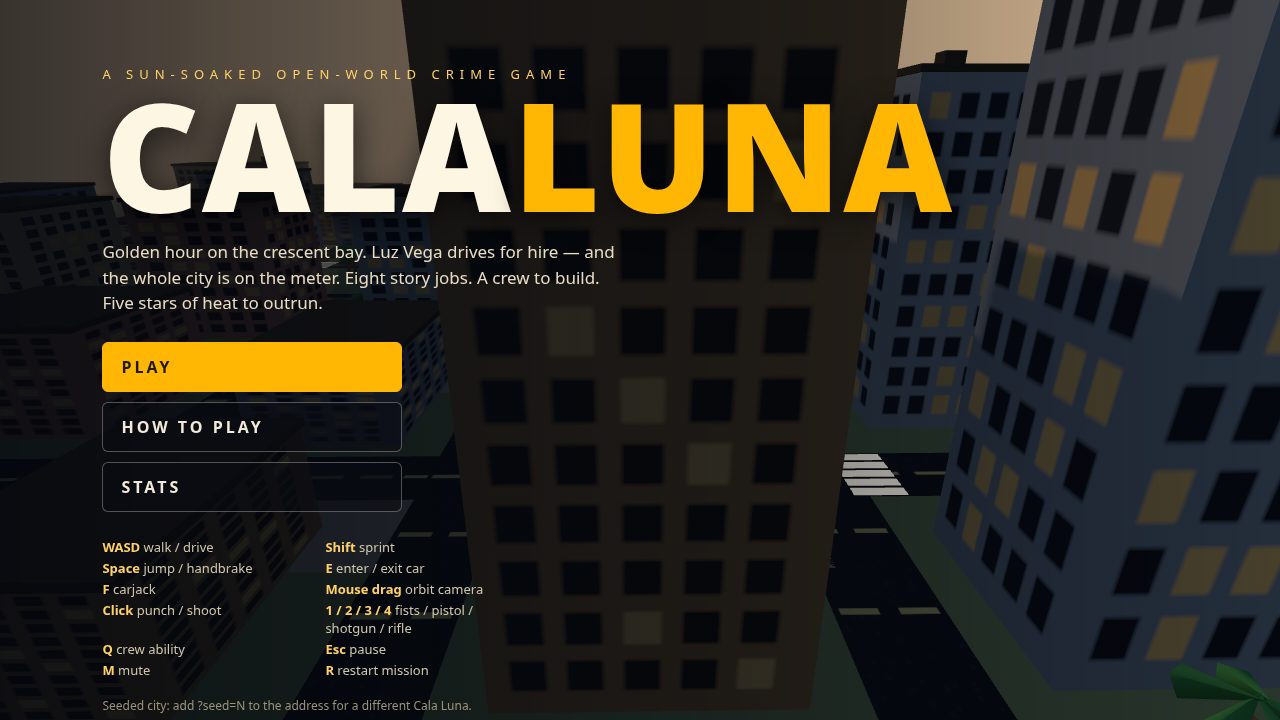 A SUN-SOAKED OPEN-WORLD CRIME GAME
CALALUNA
Golden hour on the crescent bay. Luz Vega drives for hire — and
the whole city is on the meter. Eight story jobs. A crew to build.
Five stars of heat to outrun.
PLAY
HOW TO PLAY
STATS
WASD walk / drive
Shift sprint
Space jump / handbrake
E enter / exit car
F carjack
Mouse drag orbit camera
Click punch / shoot
1 / 2 / 3 / 4 fists / pistol /
shotgun / rifle
Q crew ability
Esc pause
M mute
R restart mission
Seeded city: add ?seed=N to the address for a different Cala Luna.